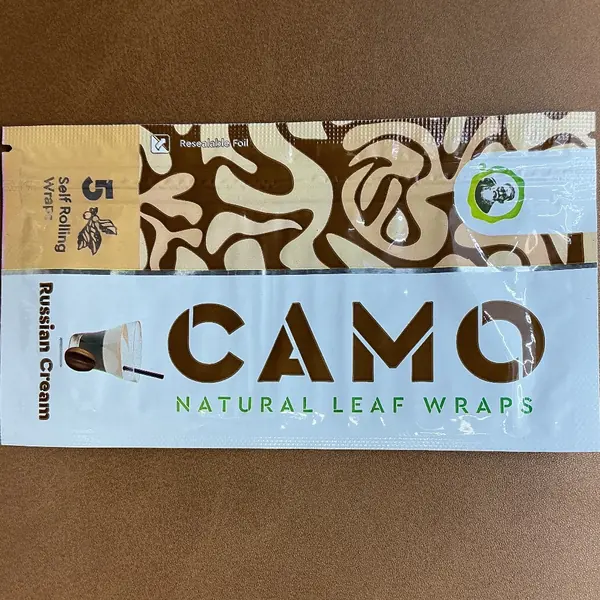 Resealable Foil
5
Self Rolling
Wraps
Russian Cream
CAMO
NATURAL LEAF WRAPS